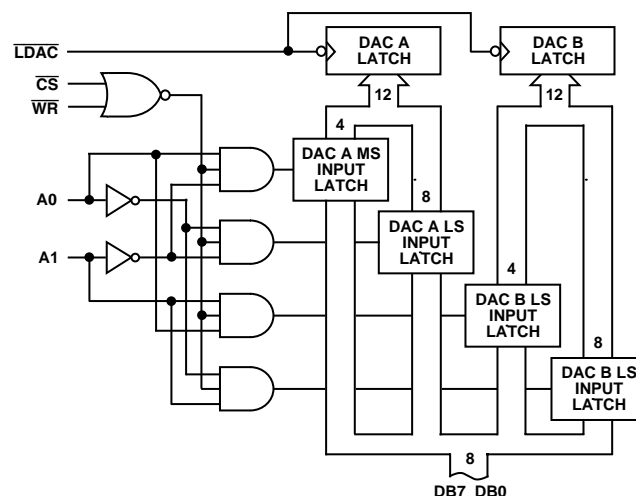 LDAC
DAC A
LATCH
DAC B
LATCH
CS
WR
12
12
4
DAC A MS
INPUT
LATCH
8
A0
DAC A LS
INPUT
LATCH
A1
4
DAC B LS
INPUT
LATCH
8
DAC B LS
INPUT
LATCH
8
DB7 DB0